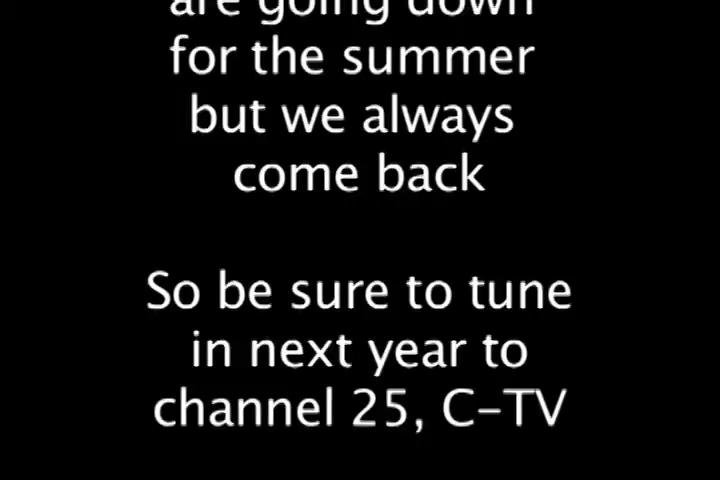 are going down
for the summer
but we always
come back
So be sure to tune
in next year to
channel 25, C-TV